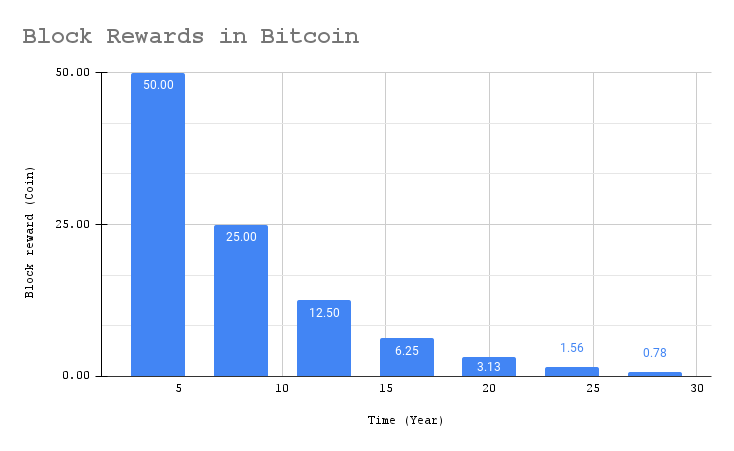 Block Rewards in Bitcoin
50.00
25.00
0.00
Block reward (Coin)
50.00
25.00
12.50
6.25
3.13
1.56
0.78
5 10 15 20 25 30
Time (Year)